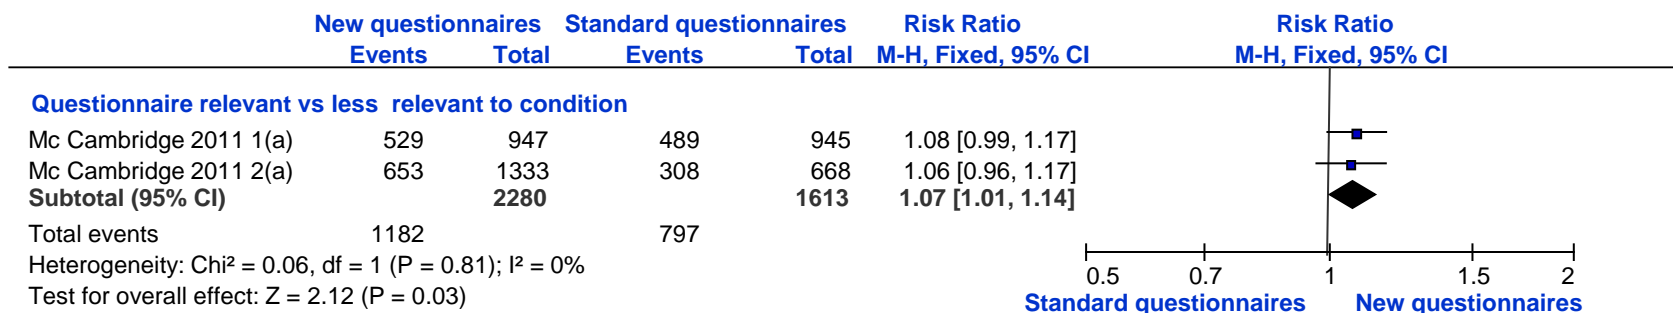 New questionnaires Standard questionnaires Risk Ratio Risk Ratio
Events Total Events Total M-H, Fixed, 95% CI M-H, Fixed, 95% CI
Questionnaire relevant vs less relevant to condition
Mc Cambridge 2011 1(a) 529 947 489 945 1.08 [0.99, 1.17]
Mc Cambridge 2011 2(a) 653 1333 308 668 1.06 [0.96, 1.17]
Subtotal (95% CI) 2280 1613 1.07 [1.01, 1.14]
Total events 1182 797
Heterogeneity: Chi² = 0.06, df = 1 (P = 0.81); I² = 0%
Test for overall effect: Z = 2.12 (P = 0.03)
0.5 0.7 1 1.5 2
Standard questionnaires New questionnaires